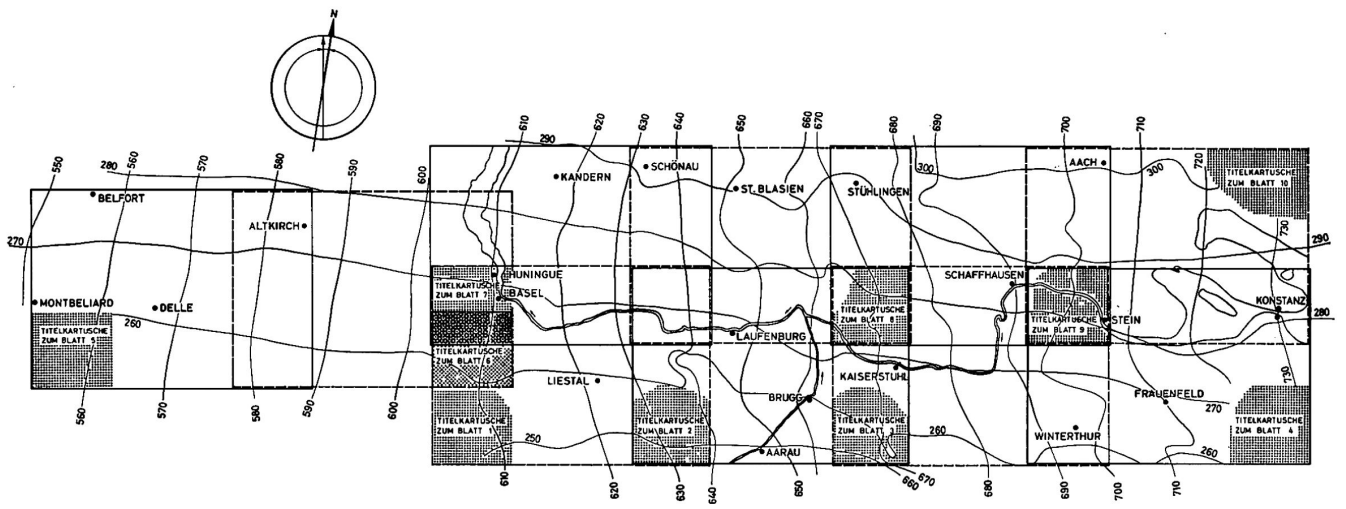 N
550
280
560
570
580
590
600
610
290
620
630
640
650
660
670
680
690
700
710
300
300
720
BELFORT
ALTKIRCH
KANDERN
SCHÖNAU
ST. BLASIEN
STÜHLINGEN
AACH
TITELKARTUSCHE
ZUM BLATT 10
730
290
270
MONTBELIARD
DELLE
260
HUNINGUE
TITELKARTUSCHE
ZUM BLATT 7
BASEL
SCHAFFHAUSEN
KONSTANZ
280
TITELKARTUSCHE
ZUM BLATT 8
TITELKARTUSCHE
ZUM BLATT 9
STEIN
TITELKARTUSCHE
ZUM BLATT 5
TITELKARTUSCHE
ZUM BLATT 6
LAUFENBURG
LIESTAL
KAISERSTUHL
BRUGG
FRAUENFELD
270
730
TITELKARTUSCHE
ZUM BLATT 1
250
TITELKARTUSCHE
ZUM BLATT 2
AARAU
TITELKARTUSCHE
ZUM BLATT 3
260
WINTERTHUR
260
TITELKARTUSCHE
ZUM BLATT 4
560
570
580
590
600
610
620
630
640
650
660
670
680
690
700
710